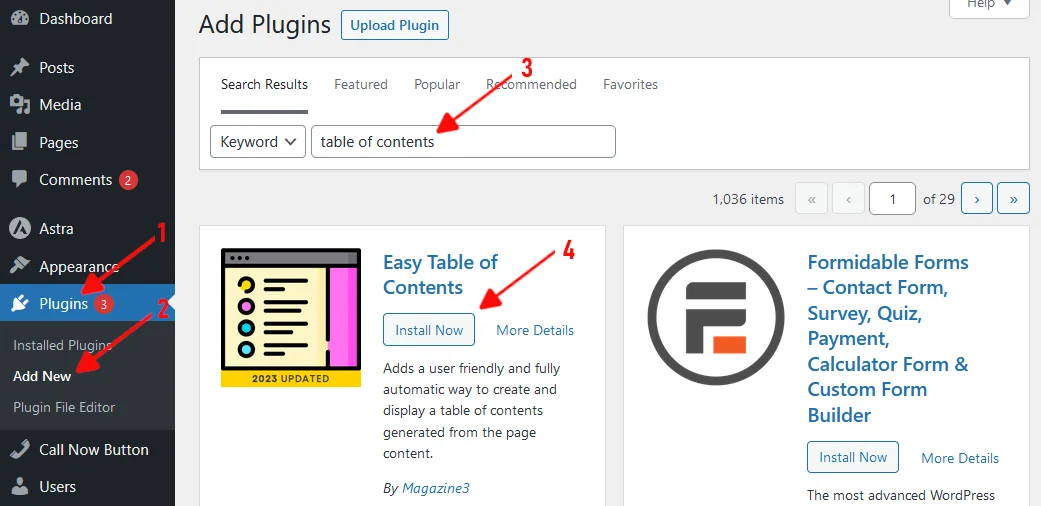 Dashboard
Posts
Media
Pages
Comments 2
Astra
Appearance
Plugins 3
Installed Plugins
Add New
Plugin File Editor
Call Now Button
Users
1
2
Help
Add Plugins Upload Plugin
3
Search Results Featured Popular Recommended Favorites
Keyword table of contents
1,036 items « ‹ 1 of 29 › »
4
Easy Table of
Contents
Install Now More Details
2023 UPDATED
Adds a user friendly and fully
automatic way to create and
display a table of contents
generated from the page
content.
By Magazine3
Formidable Forms
– Contact Form,
Survey, Quiz,
Payment,
Calculator Form &
Custom Form
Builder
Install Now More Details
The most advanced WordPress